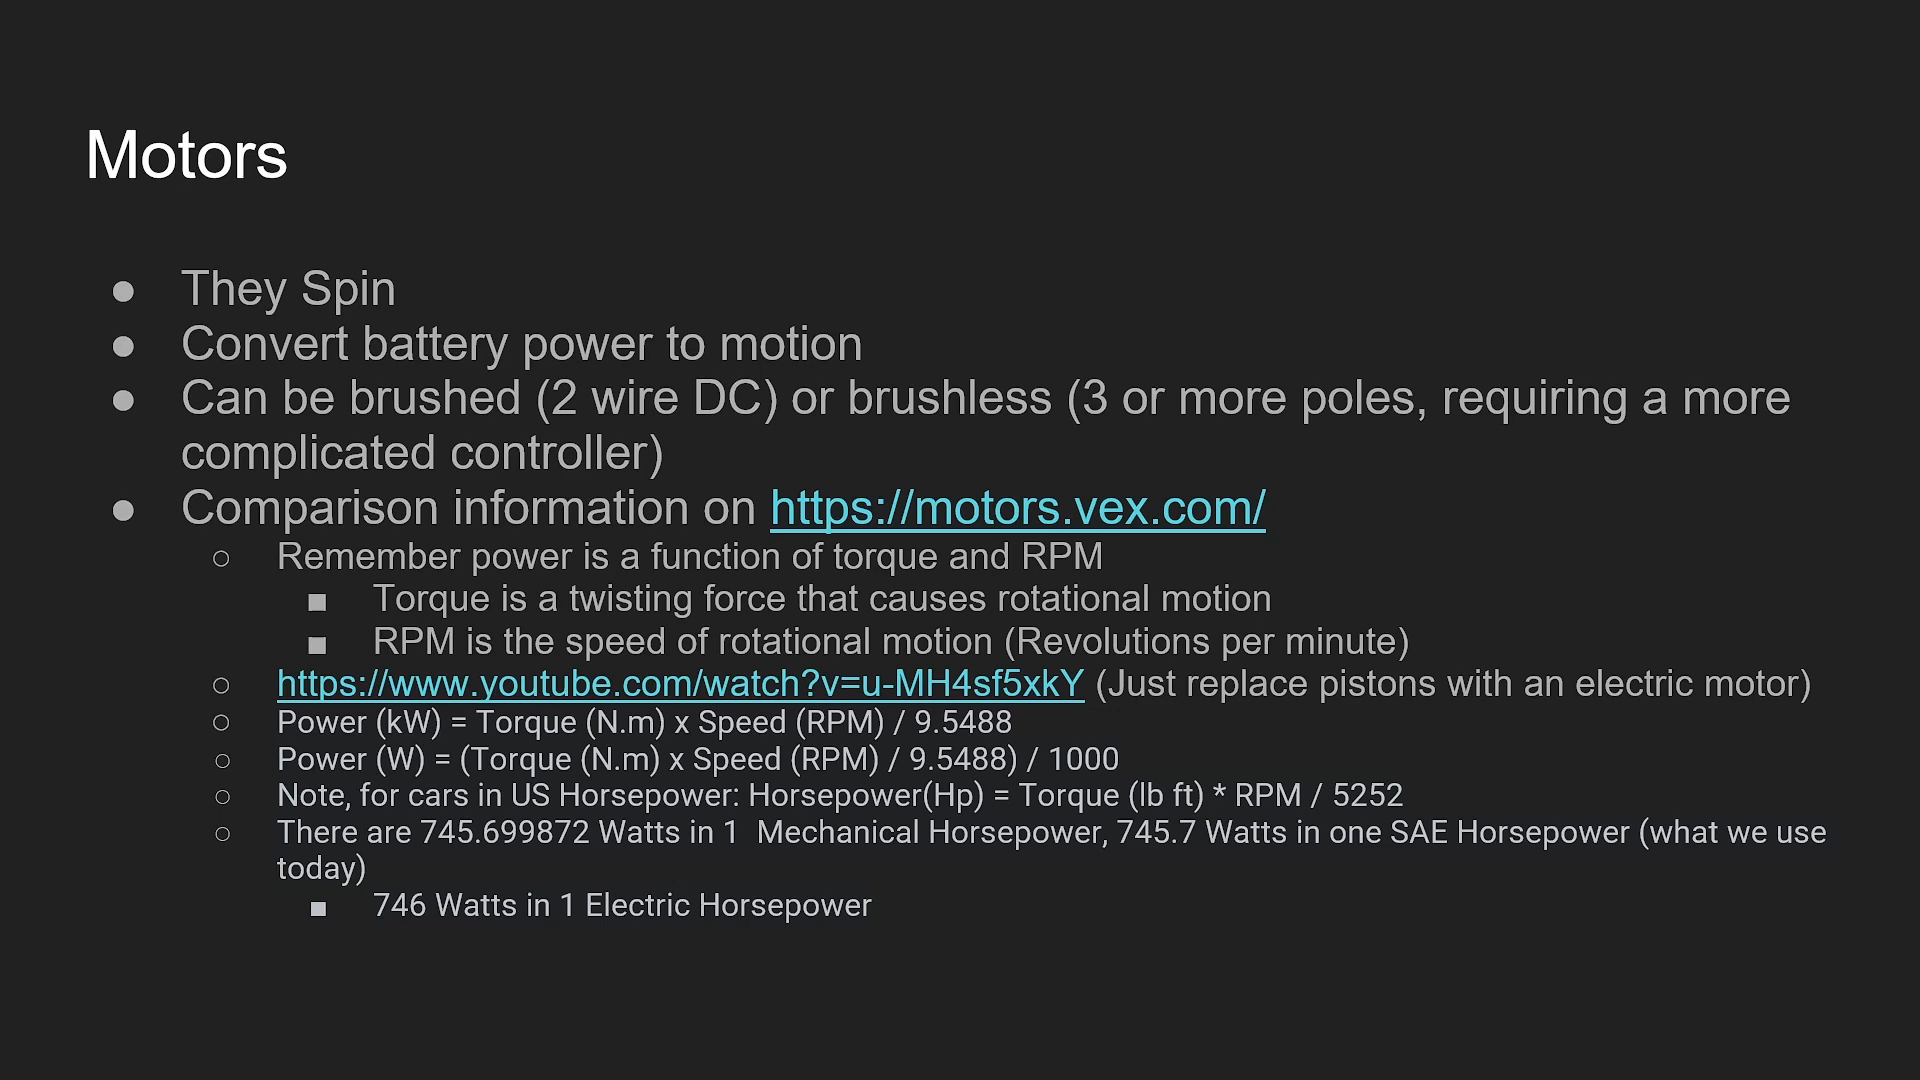 Motors
● They Spin
● Convert battery power to motion
● Can be brushed (2 wire DC) or brushless (3 or more poles, requiring a more
complicated controller)
● Comparison information on https://motors.vex.com/
○ Remember power is a function of torque and RPM
■ Torque is a twisting force that causes rotational motion
■ RPM is the speed of rotational motion (Revolutions per minute)
○ https://www.youtube.com/watch?v=u-MH4sf5xkY (Just replace pistons with an electric motor)
○ Power (kW) = Torque (N.m) x Speed (RPM) / 9.5488
○ Power (W) = (Torque (N.m) x Speed (RPM) / 9.5488) / 1000
○ Note, for cars in US Horsepower: Horsepower(Hp) = Torque (lb ft) * RPM / 5252
○ There are 745.699872 Watts in 1  Mechanical Horsepower, 745.7 Watts in one SAE Horsepower (what we use
today)
■ 746 Watts in 1 Electric Horsepower